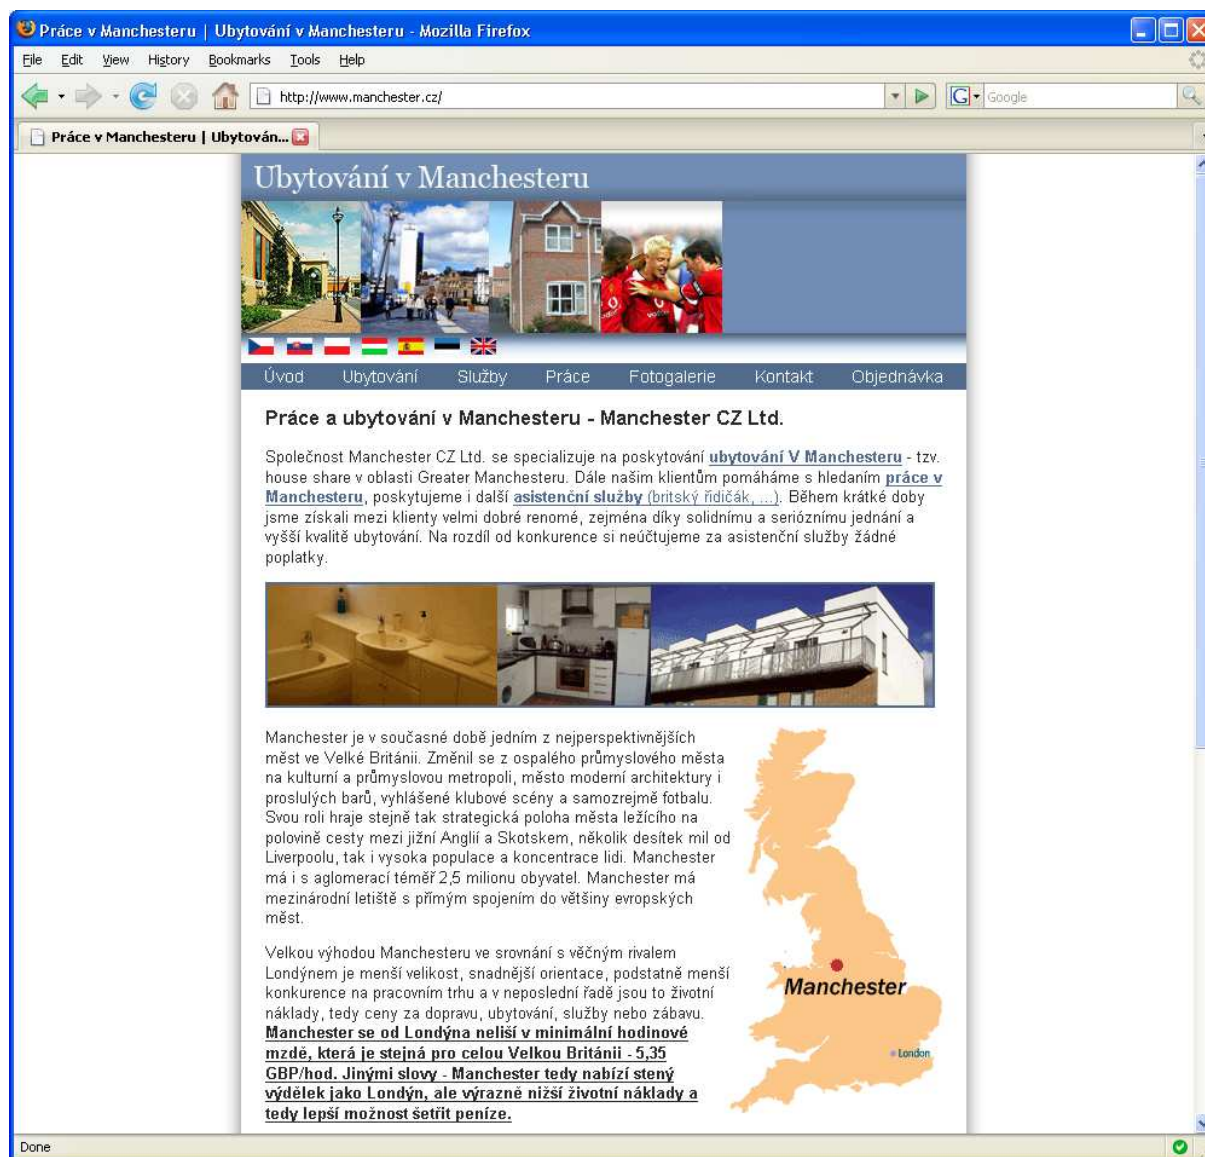 Práce v Manchesteru | Ubytování v Manchesteru - Mozilla Firefox
File Edit View History Bookmarks Tools Help
http://www.manchester.cz/ G Google
Práce v Manchesteru | Ubytován...
Ubytování v Manchesteru
Úvod Ubytování Služby Práce Fotogalerie Kontakt Objednávka
Práce a ubytování v Manchesteru - Manchester CZ Ltd.
Společnost Manchester CZ Ltd. se specializuje na poskytování ubytování V Manchesteru - tzv.
house share v oblasti Greater Manchesteru. Dále našim klientům pomáháme s hledaním práce v
Manchesteru, poskytujeme i další asistenční služby (britský řidičák, ...). Během krátké doby
jsme získali mezi klienty velmi dobré renomé, zejména díky solidnímu a serióznímu jednání a
vyšší kvalitě ubytování. Na rozdíl od konkurence si neúčtujeme za asistenční služby žádné
poplatky.
Manchester je v současné době jedním z nejperspektivnějších
měst ve Velké Británii. Změnil se z ospalého průmyslového města
na kulturní a průmyslovou metropoli, město moderní architektury i
proslulých barů, vyhlášené klubové scény a samozrejmě fotbalu.
Svou roli hraje stejně tak strategická poloha města ležícího na
polovině cesty mezi jižní Anglií a Skotskem, několik desítek mil od
Liverpoolu, tak i vysoka populace a koncentrace lidi. Manchester
má i s aglomerací téměř 2,5 milionu obyvatel. Manchester má
mezinárodní letiště s přímým spojením do většiny evropských
měst.
Velkou výhodou Manchesteru ve srovnání s věčným rivalem
Londýnem je menší velikost, snadnější orientace, podstatně menší
konkurence na pracovním trhu a v neposlední řadě jsou to životní
náklady, tedy ceny za dopravu, ubytování, služby nebo zábavu.
Manchester se od Londýna neliší v minimální hodinové
mzdě, která je stejná pro celou Velkou Británii - 5,35
GBP/hod. Jinými slovy - Manchester tedy nabízí stený
výdělek jako Londýn, ale výrazně nižší životní náklady a
tedy lepší možnost šetřit peníze.
Manchester
London
Done